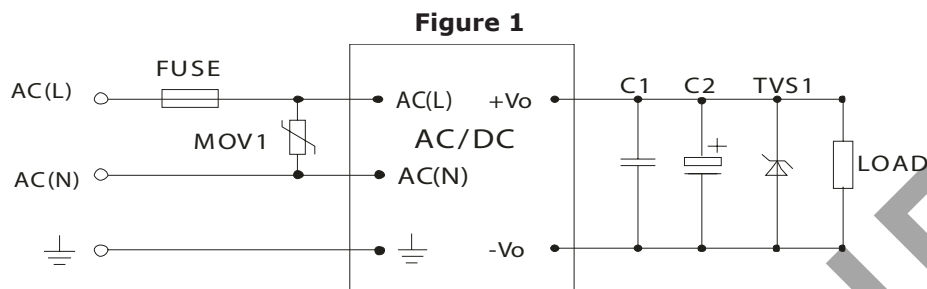 Figure 1
FUSE
C1 C2 TVS1
AC(L)
AC(L)
+Vo
MOV1
AC/DC
+
LOAD
AC(N)
AC(N)
-Vo